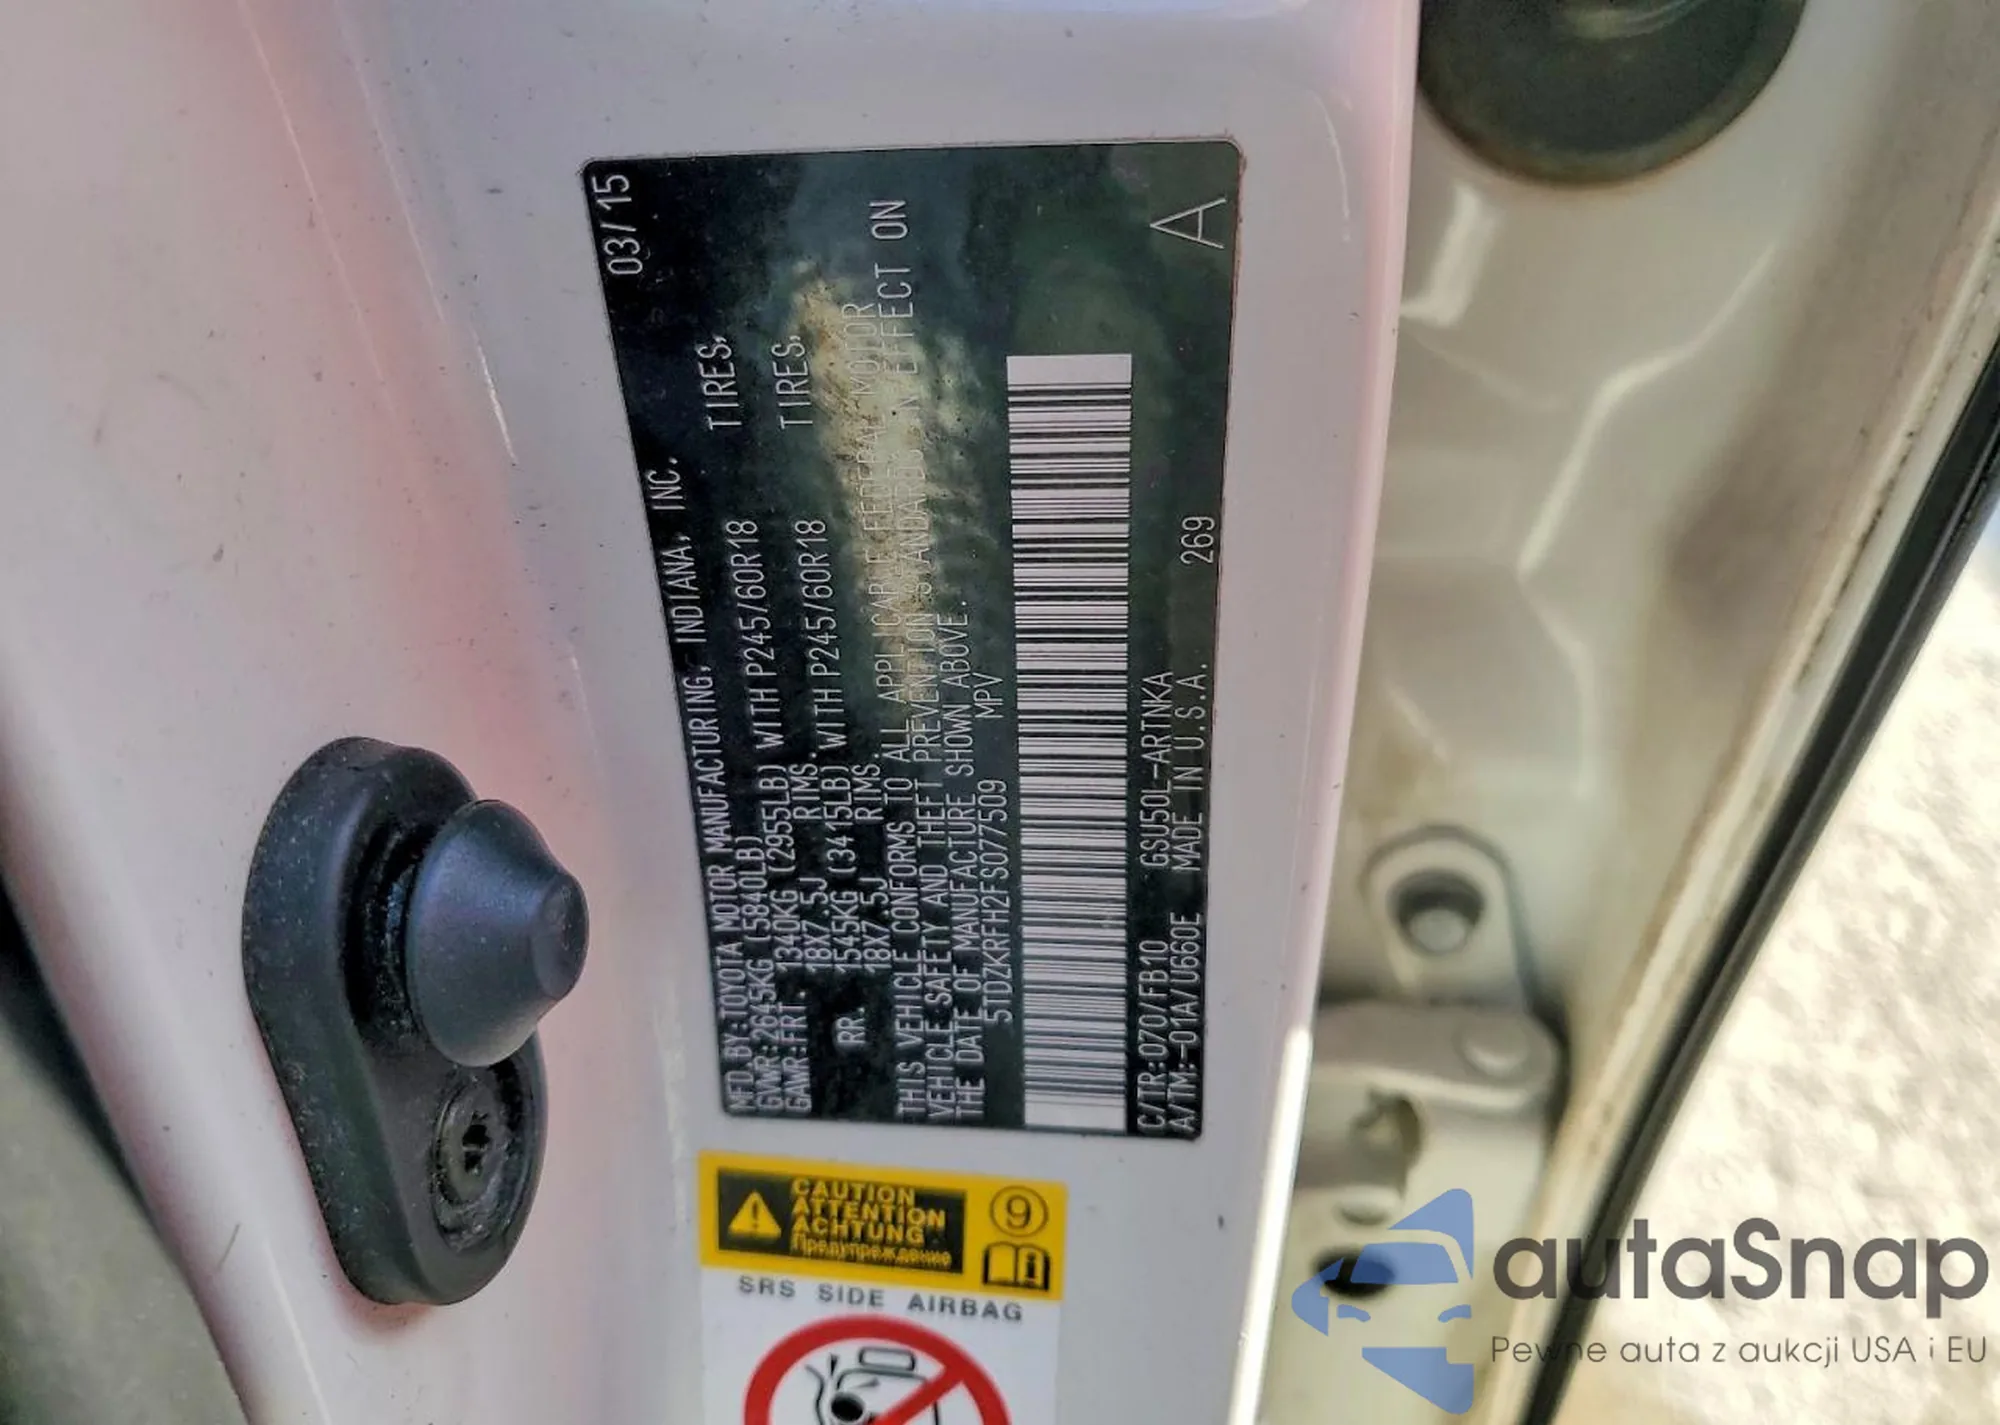 MFD.BY:TOYOTA MOTOR MANUFACTURING, INDIANA, INC. 03/15
GVWR:2645KG (5840LB)
GAWR:FRT. 1340KG (2955LB) WITH P245/60R18 TIRES,
18X7.5J RIMS.
RR. 1545KG (3415LB) WITH P245/60R18 TIRES,
18X7.5J RIMS.
THIS VEHICLE CONFORMS TO ALL APPLICABLE FEDERAL MOTOR
VEHICLE SAFETY AND THEFT PREVENTION STANDARDS IN EFFECT ON
THE DATE OF MANUFACTURE SHOWN ABOVE.
5TDZKRFH2FS077509 MPV
C/TR:070/FB10 GSU50L-ARTNKA
A/TM:-01A/U660E MADE IN U.S.A. 269 A
CAUTION
ATTENTION
ACHTUNG
Предупреждение
9
SRS SIDE AIRBAG
autaSnap
Pewne auta z aukcji USA i EU